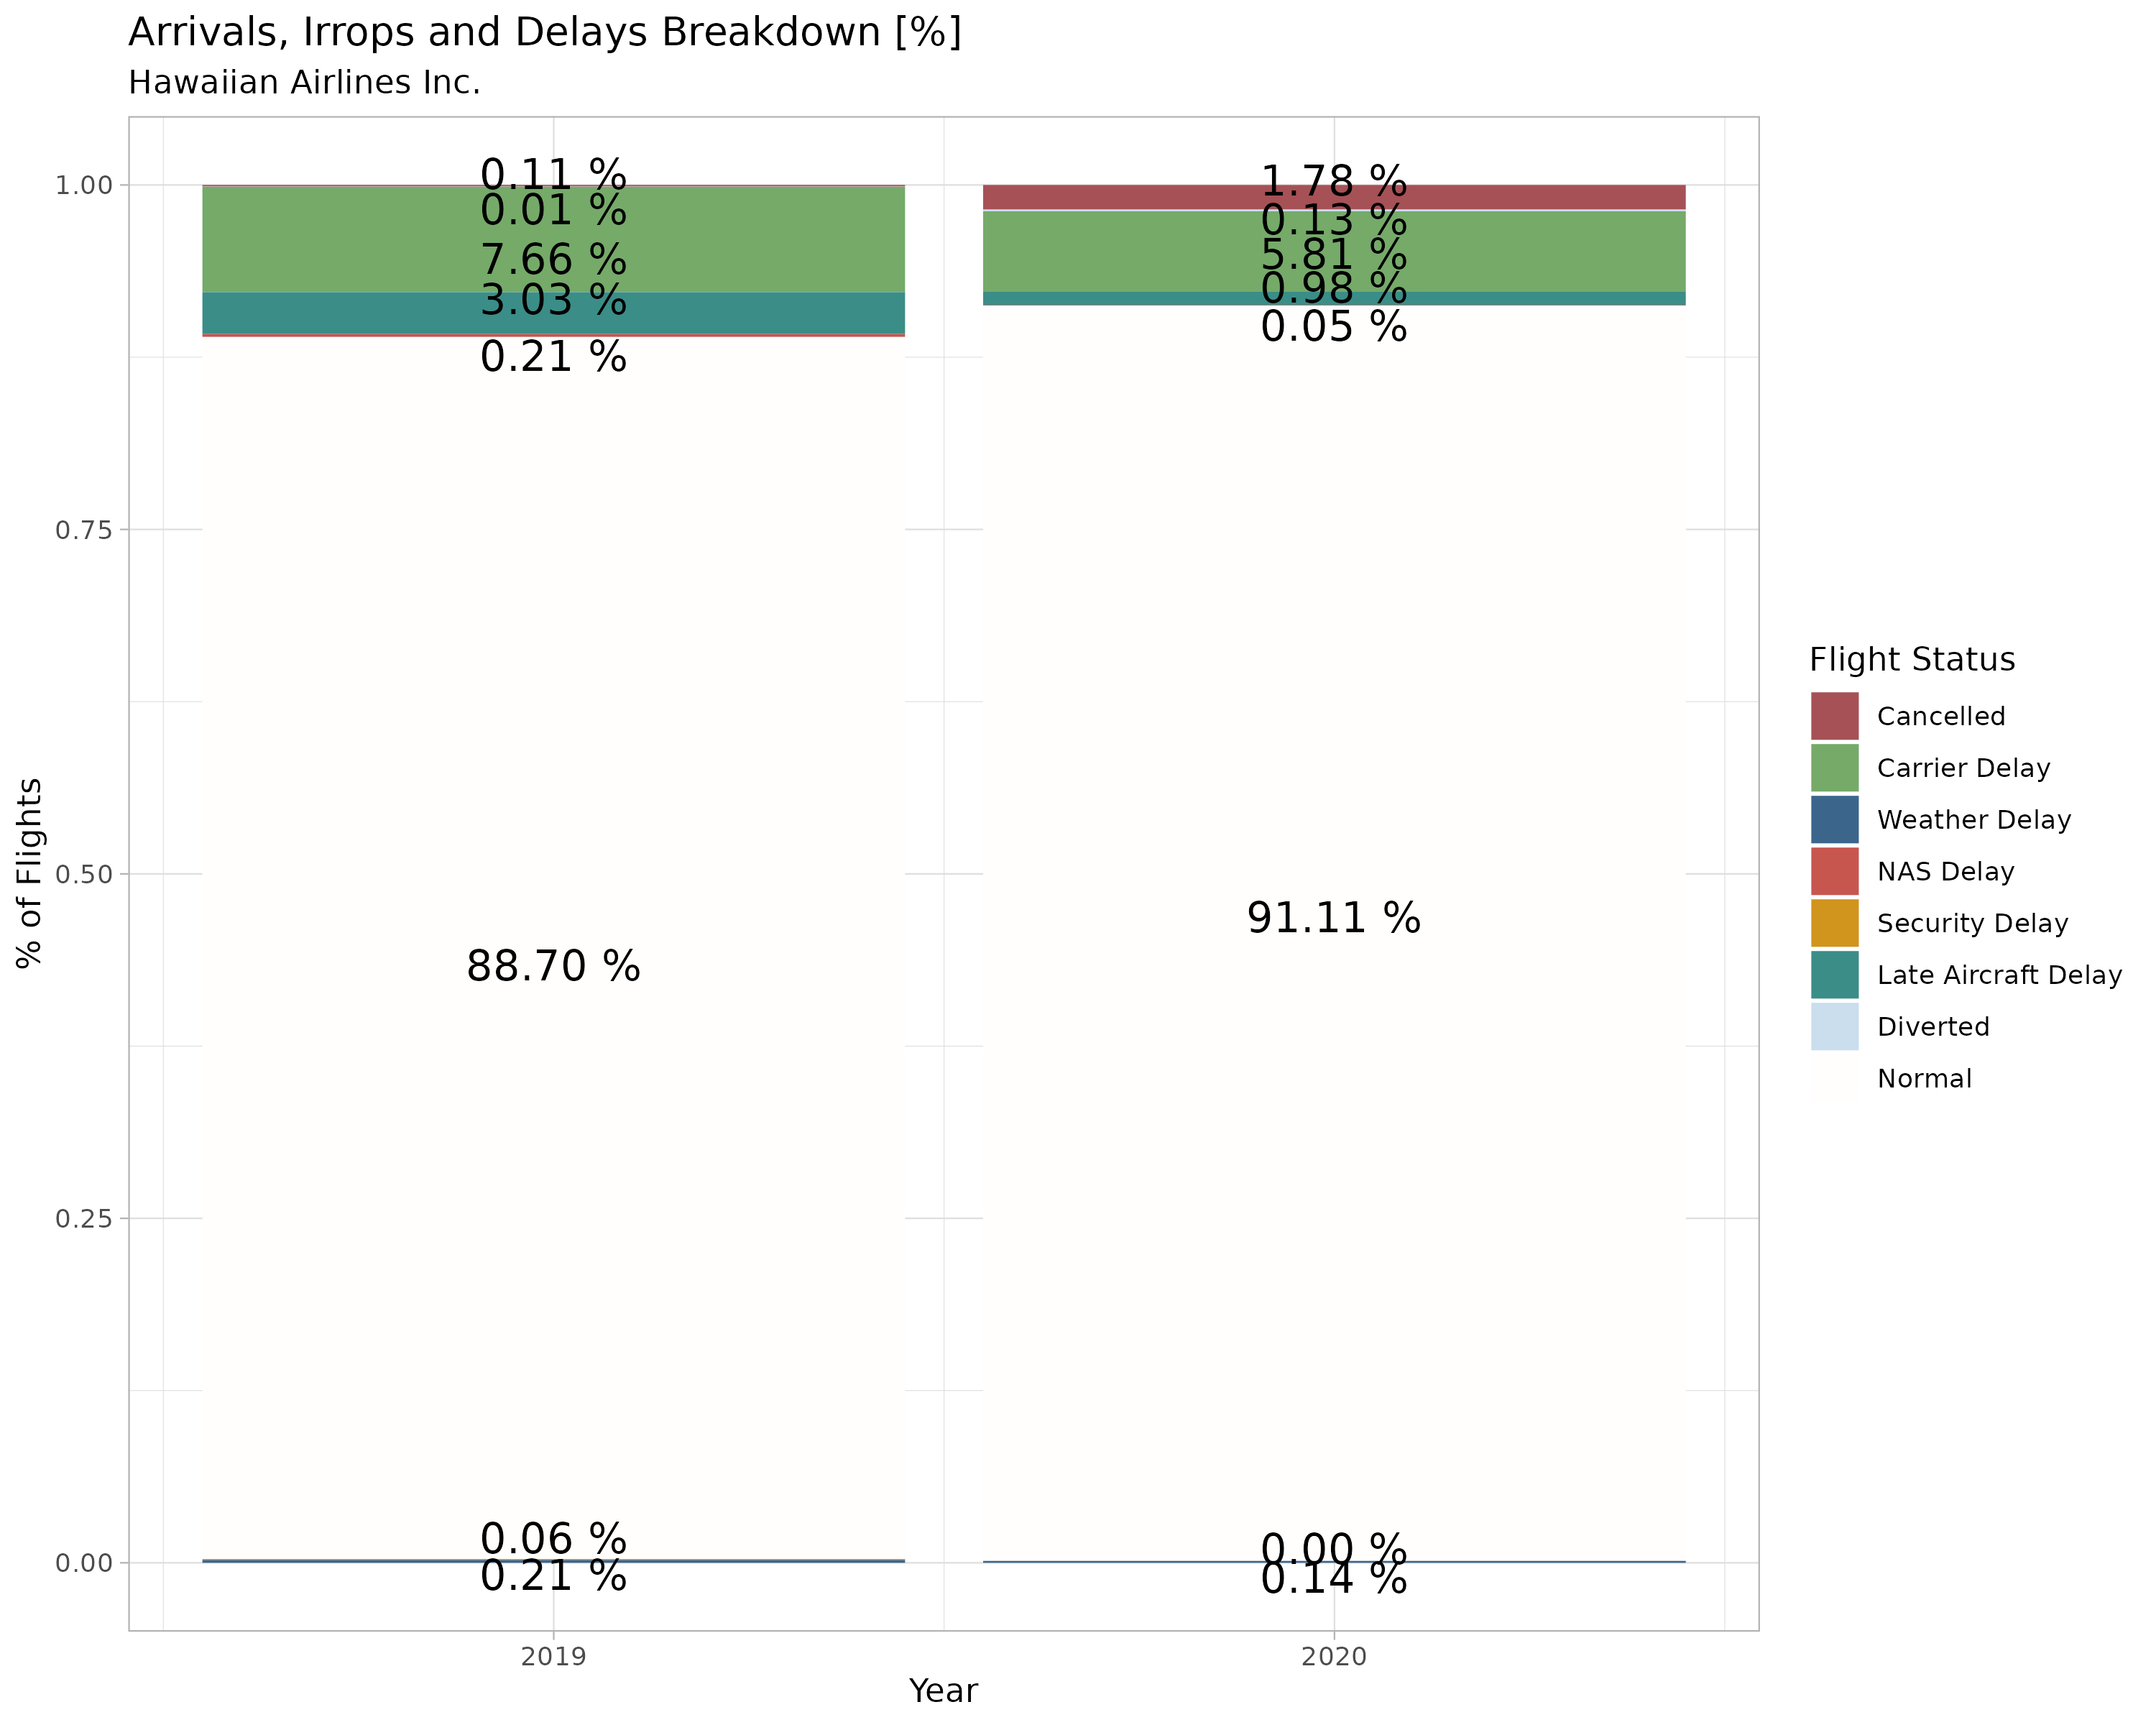 Arrivals, Irrops and Delays Breakdown [%]
Hawaiian Airlines Inc.
% of Flights
1.00
0.75
0.50
0.25
0.00
0.11 %
0.01 %
7.66 %
3.03 %
0.21 %
88.70 %
0.06 %
0.21 %
1.78 %
0.13 %
5.81 %
0.98 %
0.05 %
91.11 %
0.00 %
0.14 %
2019
2020
Year
Flight Status
Cancelled
Carrier Delay
Weather Delay
NAS Delay
Security Delay
Late Aircraft Delay
Diverted
Normal